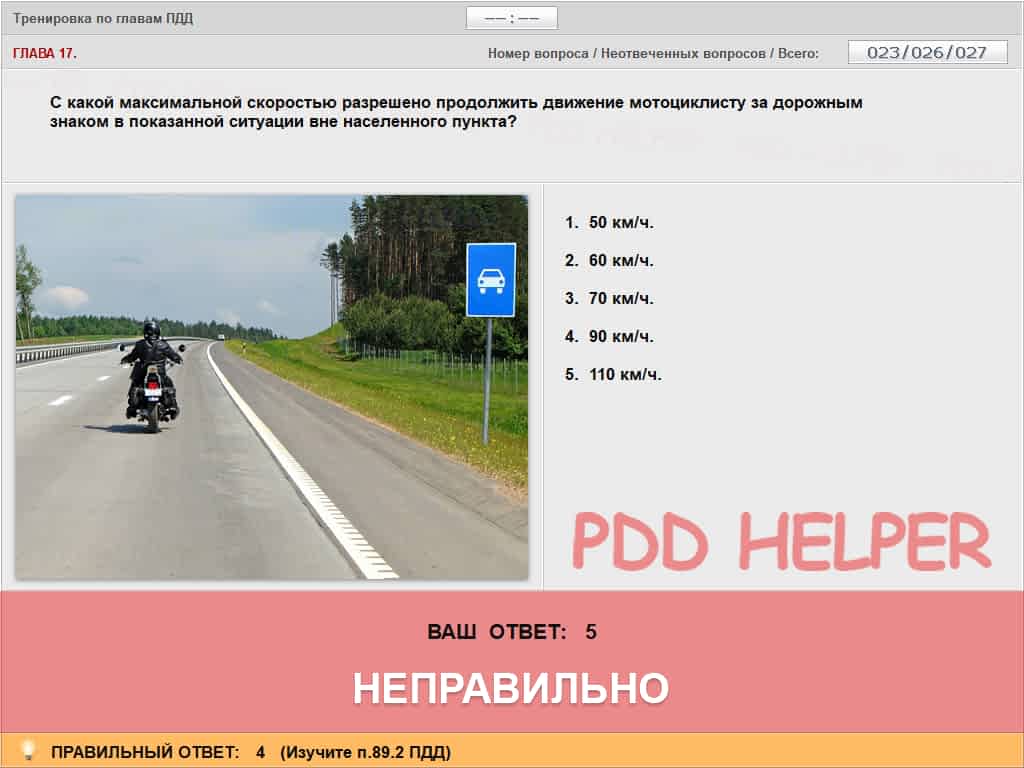 Тренировка по главам ПДД
—— : ——
ГЛАВА 17.
Номер вопроса / Неотвеченных вопросов / Всего:
023/026/027
С какой максимальной скоростью разрешено продолжить движение мотоциклисту за дорожным
знаком в показанной ситуации вне населенного пункта?
1. 50 км/ч.
2. 60 км/ч.
3. 70 км/ч.
4. 90 км/ч.
5. 110 км/ч.
PDD HELPER
ВАШ ОТВЕТ: 5
НЕПРАВИЛЬНО
ПРАВИЛЬНЫЙ ОТВЕТ: 4 (Изучите п.89.2 ПДД)